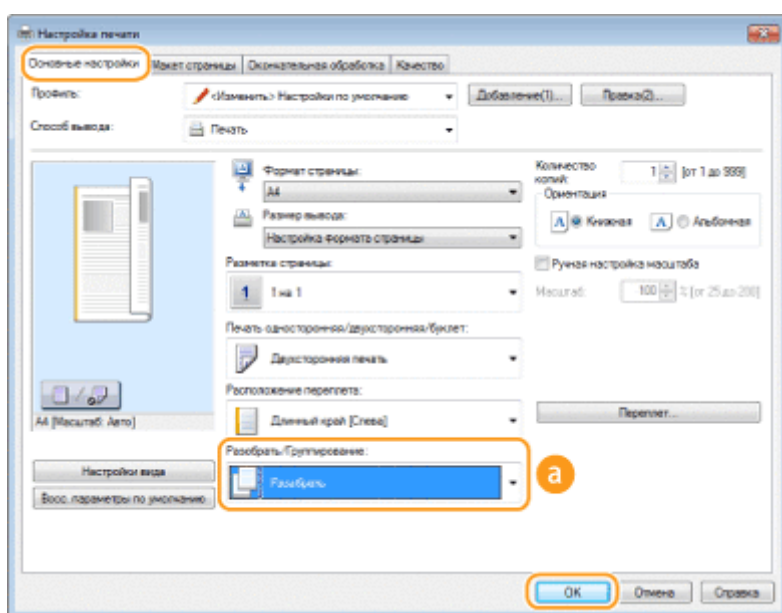 Настройка печати
Основные настройки Макет страницы Окончательная обработка Качество
Профиль: <Изменить> Настройки по умолчанию Добавление(1)... Правка(2)...
Способ вывода: Печать
Формат страницы:
A4
Размер вывода:
Настройка формата страницы
Разметка страницы:
1 1 на 1
Печать односторонняя/двухсторонняя/буклет:
Двухсторонняя печать
Расположение переплета:
Длинный край [Слева]
Разобрать/Группирование:
Разобрать
a
Количество копий: 1 [от 1 до 999]
Ориентация
A Книжная A Альбомная
Ручная настройка масштаба
Масштаб: 100 % [от 25 до 200]
Переплет...
A4 [Масштаб: Авто]
Настройки вида
Восс. параметры по умолчанию
OK Отмена Справка